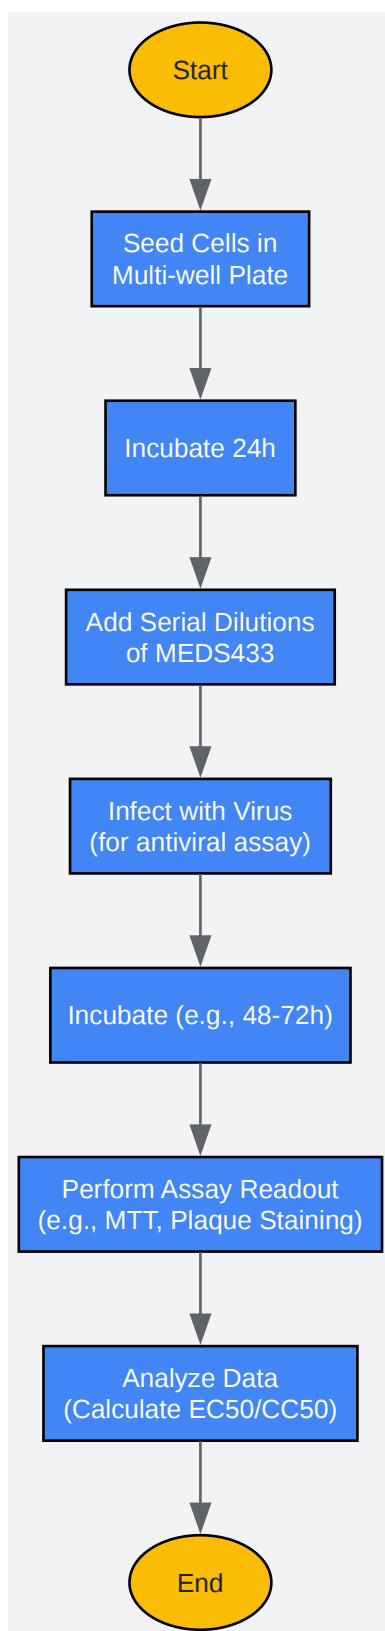 Start
Seed Cells in
Multi-well Plate
Incubate 24h
Add Serial Dilutions
of MEDS433
Infect with Virus
(for antiviral assay)
Incubate (e.g., 48-72h)
Perform Assay Readout
(e.g., MTT, Plaque Staining)
Analyze Data
(Calculate EC50/CC50)
End